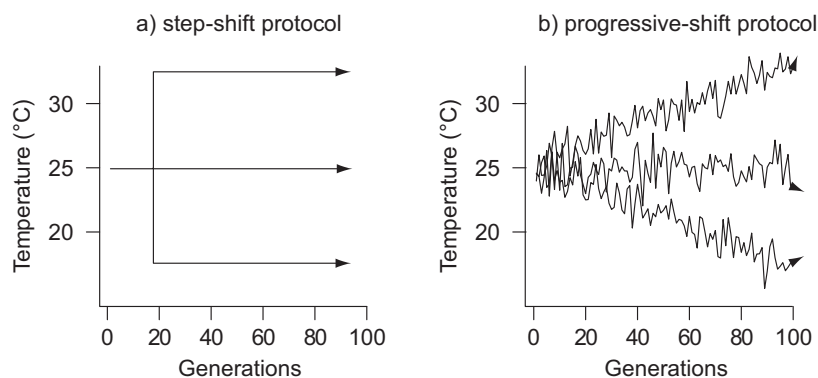 a) step-shift protocol
Temperature (°C)
30
25
20
0 20 40 60 80 100
Generations
b) progressive-shift protocol
Temperature (°C)
30
25
20
0 20 40 60 80 100
Generations